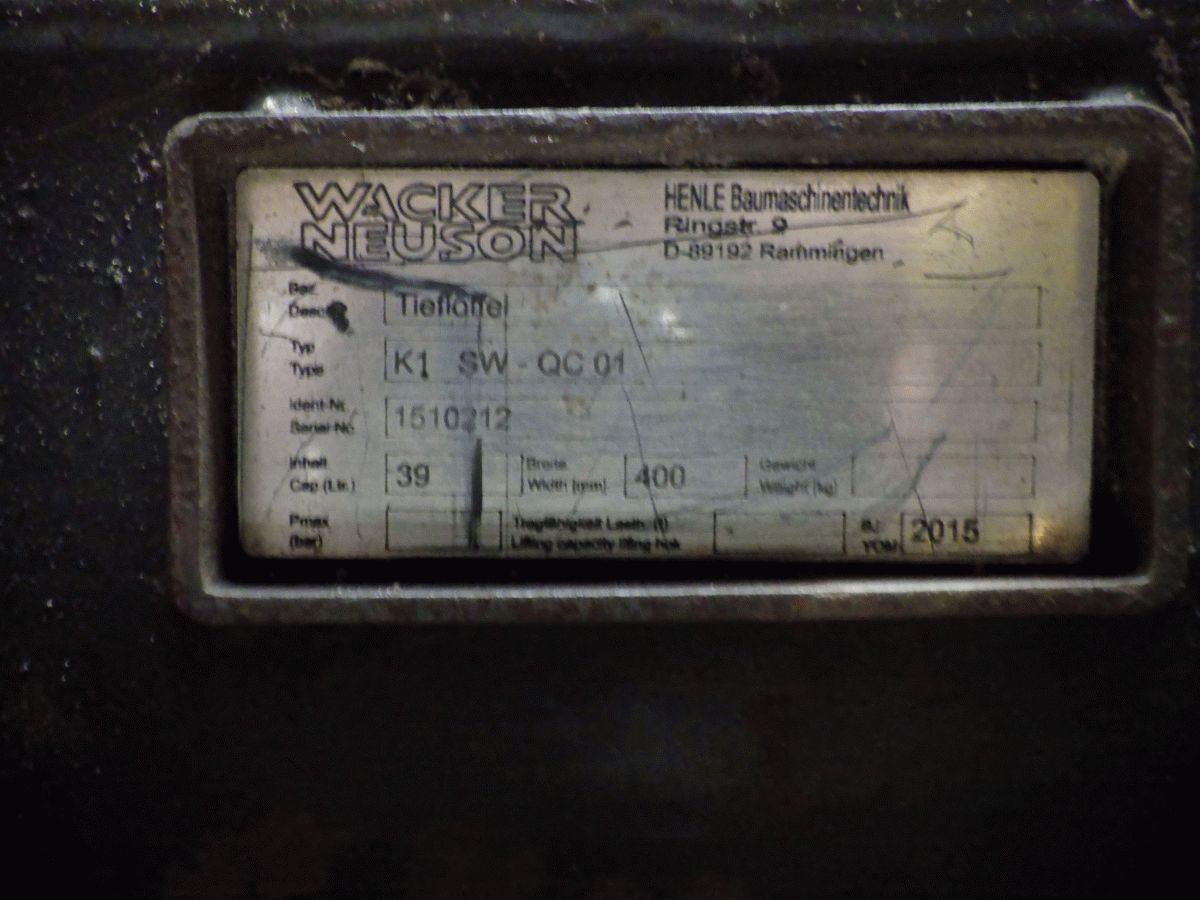 WACKER
NEUSON
HENLE Baumaschinentechnik
Ringstr. 9
D-89192 Rammingen
Bez.
Descr.
Tieflöffel
Typ
Type
K1 SW - QC 01
Ident-Nr.
Serial-No.
1510212
Inhalt
Cap (Ltr.)
39
Breite
Width [mm]
400
Gewicht
Weight [kg]
Pmax
(bar)
Tragfähigkeit Lasth. (t)
Lifting capacity lifting hok
BJ
YOM
2015